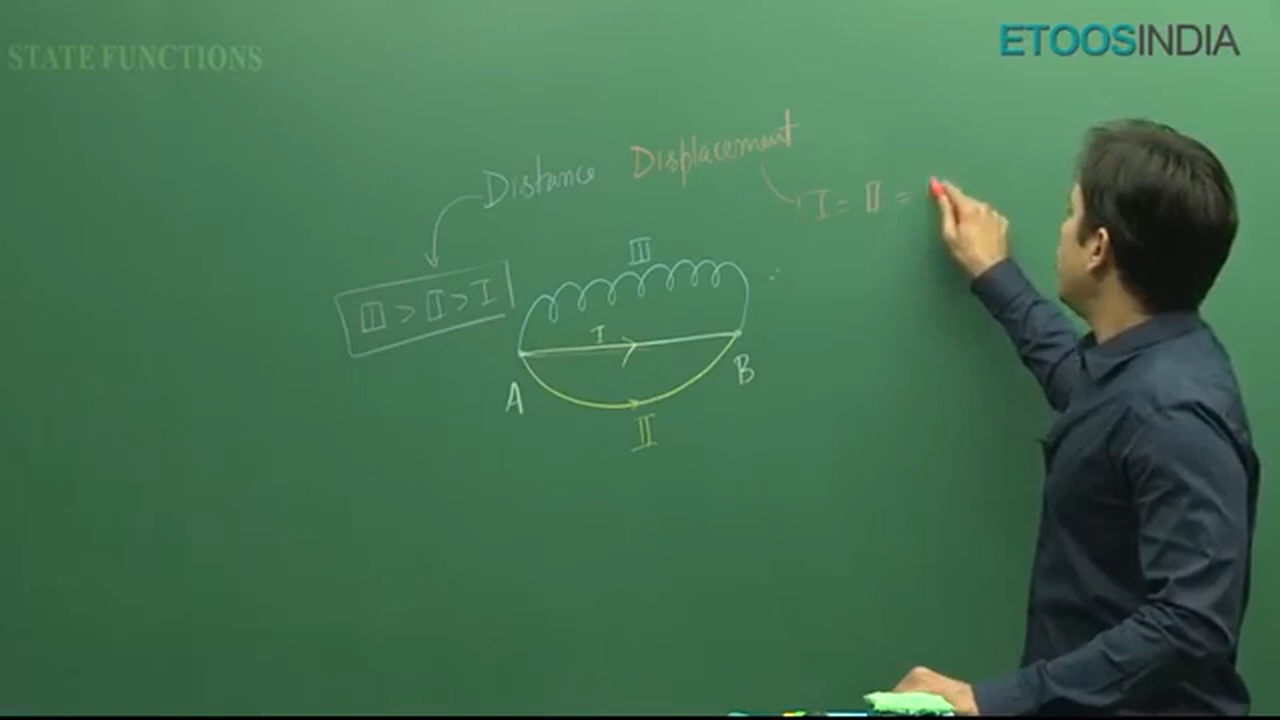 STATE FUNCTIONS
ETOOSINDIA
Distance Displacement
I = II =
III > II > I
III
I
A
B
II